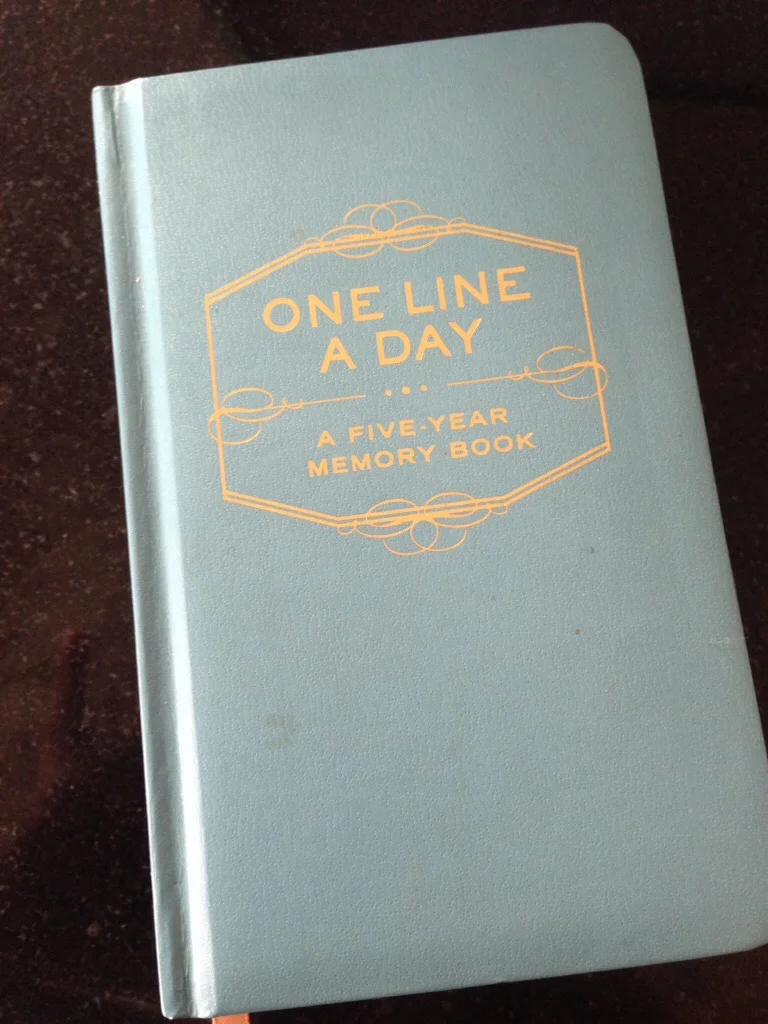 ONE LINE
A DAY
A FIVE-YEAR
MEMORY BOOK